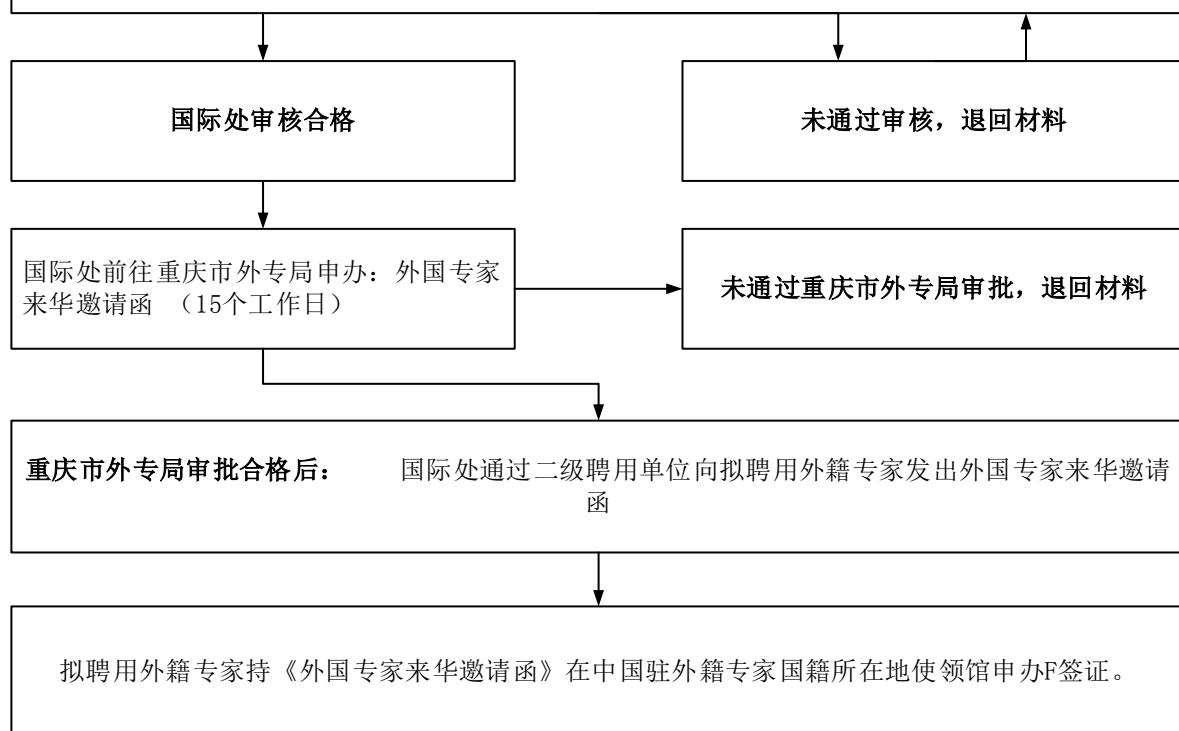 国际处审核合格
未通过审核，退回材料
国际处前往重庆市外专局申办：外国专家
来华邀请函 （15个工作日）
未通过重庆市外专局审批，退回材料
重庆市外专局审批合格后： 国际处通过二级聘用单位向拟聘用外籍专家发出外国专家来华邀请
函
拟聘用外籍专家持《外国专家来华邀请函》在中国驻外籍专家国籍所在地使领馆申办F签证。